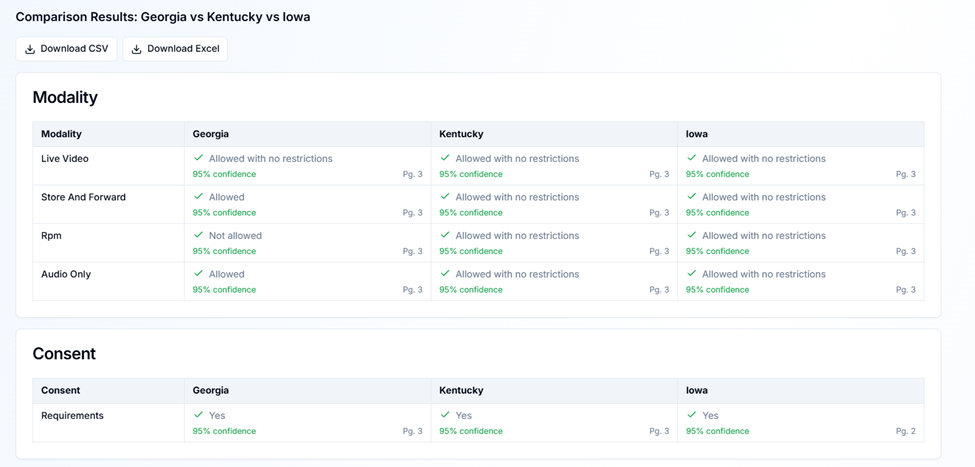 Comparison Results: Georgia vs Kentucky vs Iowa
Download CSV Download Excel
Modality
Modality Georgia Kentucky Iowa
Live Video Allowed with no restrictions Allowed with no restrictions Allowed with no restrictions
95% confidence Pg. 3 95% confidence Pg. 3 95% confidence Pg. 3
Store And Forward Allowed Allowed with no restrictions Allowed with no restrictions
95% confidence Pg. 3 95% confidence Pg. 3 95% confidence Pg. 3
Rpm Not allowed Allowed with no restrictions Allowed with no restrictions
95% confidence Pg. 3 95% confidence Pg. 3 95% confidence Pg. 3
Audio Only Allowed Allowed with no restrictions Allowed with no restrictions
95% confidence Pg. 3 95% confidence Pg. 3 95% confidence Pg. 3
Consent
Consent Georgia Kentucky Iowa
Requirements Yes Yes Yes
95% confidence Pg. 3 95% confidence Pg. 3 95% confidence Pg. 2